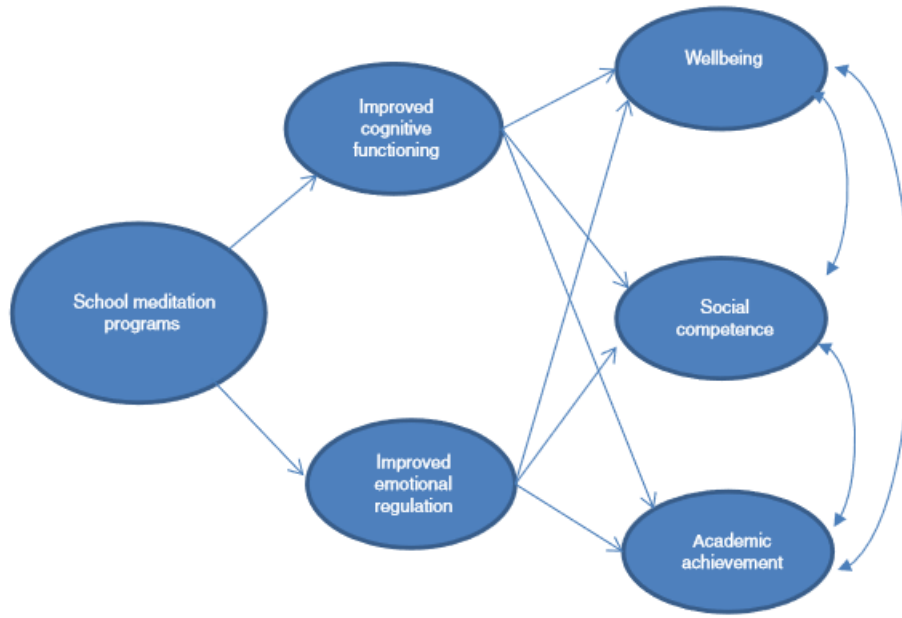 Wellbeing
Improved
cognitive
functioning
School meditation
programs
Social
competence
Improved
emotional
regulation
Academic
achievement